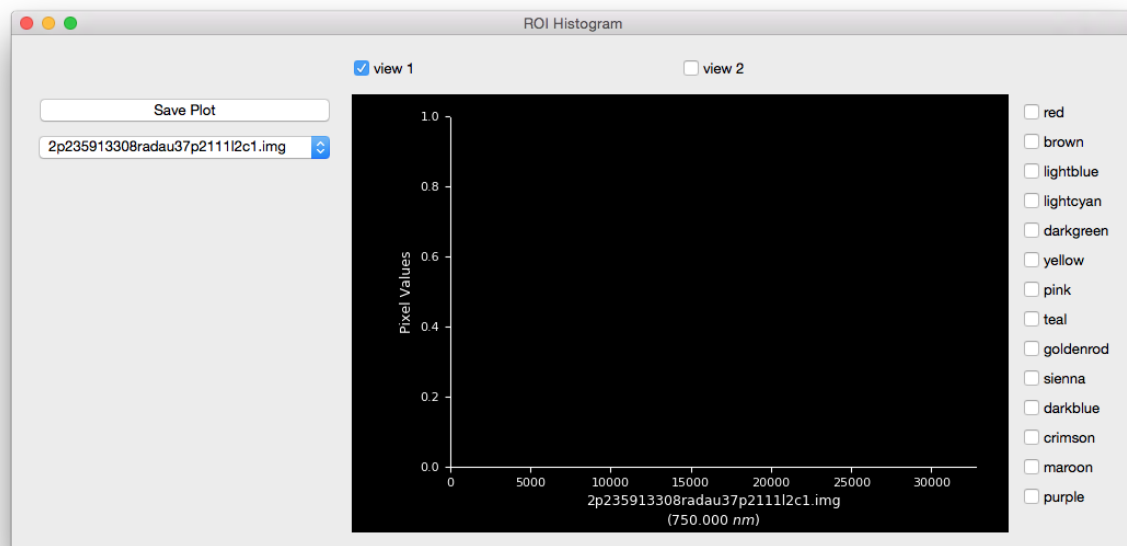 ROI Histogram
view 1
view 2
Save Plot
2p235913308radau37p2111l2c1.img
1.0
0.8
0.6
0.4
0.2
0.0
Pixel Values
0 5000 10000 15000 20000 25000 30000
2p235913308radau37p2111l2c1.img
(750.000 nm)
red
brown
lightblue
lightcyan
darkgreen
yellow
pink
teal
goldenrod
sienna
darkblue
crimson
maroon
purple